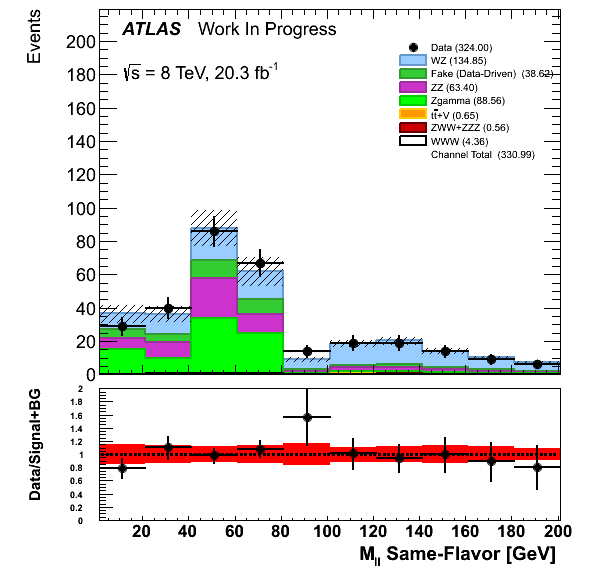 ATLAS Work In Progress
√s = 8 TeV, 20.3 fb-1
Data (324.00)
WZ (134.85)
Fake (Data-Driven) (38.62)
ZZ (63.40)
Zgamma (88.56)
tt+V (0.65)
ZWW+ZZZ (0.56)
WWW (4.36)
Channel Total (330.99)
Events
200
180
160
140
120
100
80
60
40
20
0
Data/Signal+BG
2
1.8
1.6
1.4
1.2
1
0.8
0.6
0.4
0.2
0
20 40 60 80 100 120 140 160 180 200
Mll Same-Flavor [GeV]